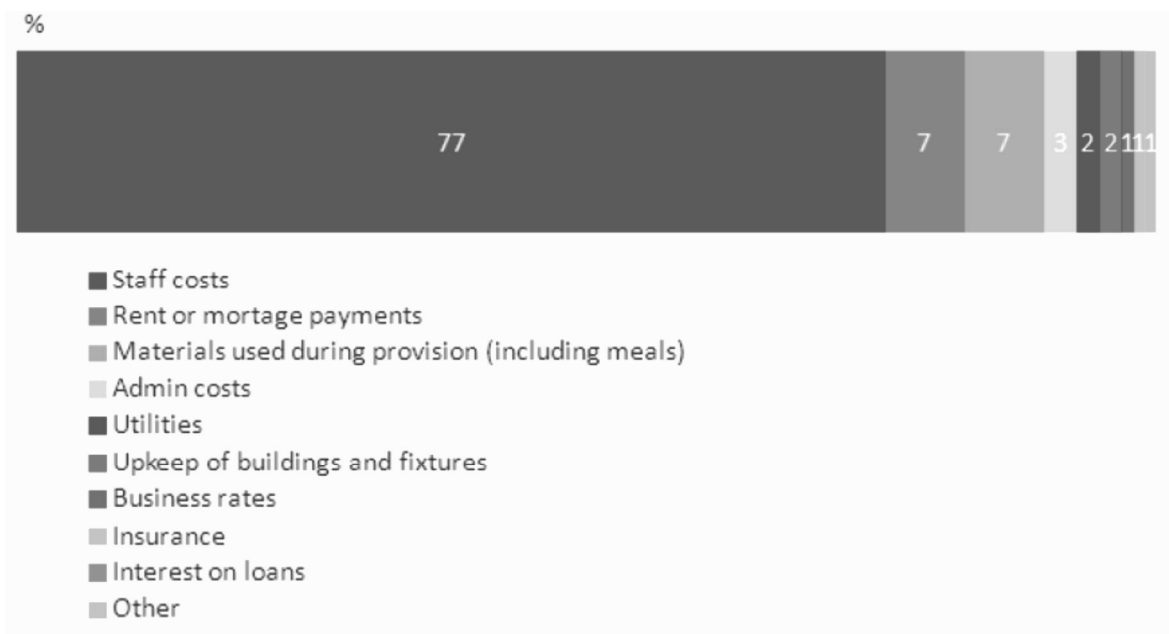 %
77 7 7 3 2 2 1 1 1
Staff costs
Rent or mortage payments
Materials used during provision (including meals)
Admin costs
Utilities
Upkeep of buildings and fixtures
Business rates
Insurance
Interest on loans
Other